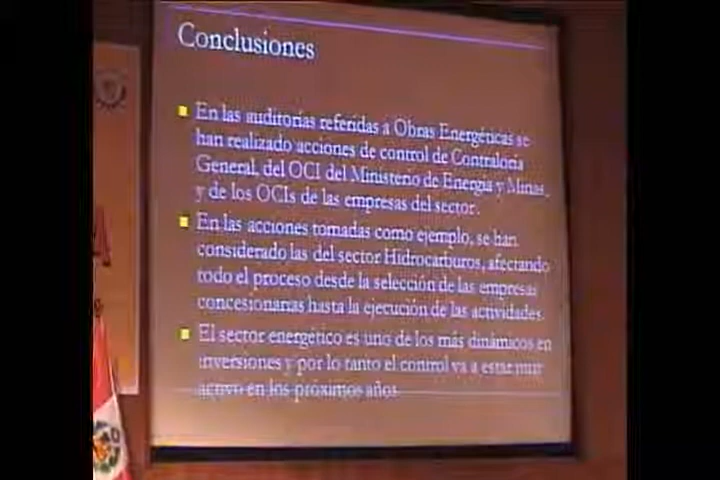 Conclusiones
En las auditorías referidas a Obras Energéticas se
han realizado acciones de control de Contraloría
General, del OCI del Ministerio de Energía y Minas,
y de los OCIs de las empresas del sector.
En las acciones tomadas como ejemplo, se han
considerado las del sector Hidrocarburos, afectando
todo el proceso desde la selección de las empresas
concesionarias hasta la ejecución de las actividades.
El sector energético es uno de los más dinámicos en
inversiones y por lo tanto el control va a estar muy
activo en los próximos años